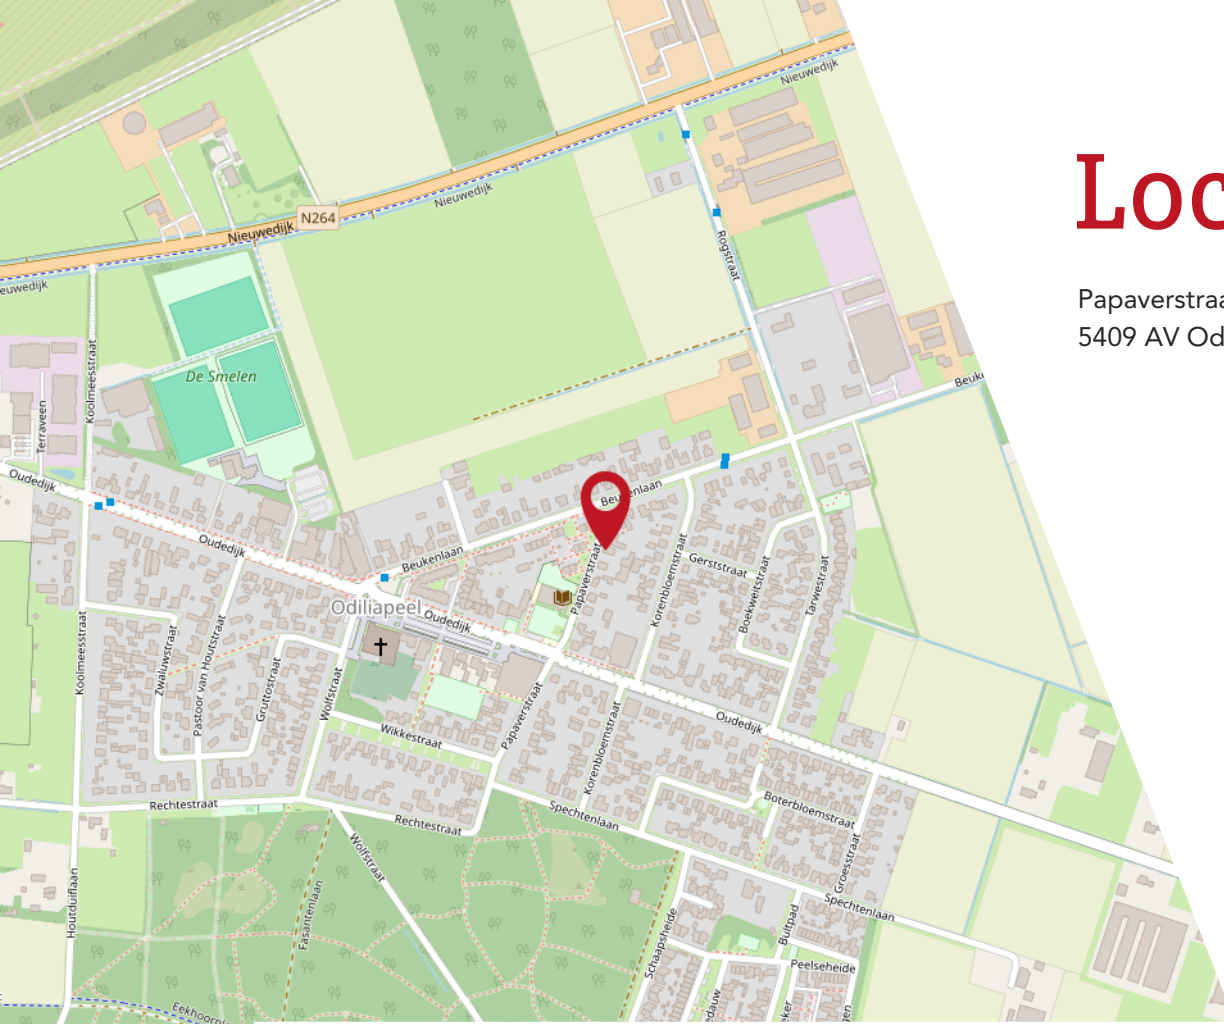 Nieuwedijk
Nieuwedijk
N264
Nieuwedijk
Rogstraat
Loc
Papaverstraa
5409 AV Od
Koolmeesstraat
De Smelen
Terraveen
Oudedijk
Beukenlaan
Oudedijk
Beukenlaan
Odiliapeel
Oudedijk
Papaverstraat
Korenbloemstraat
Gerststraat
Boekweitstraat
Tarwestraat
Koolmeesstraat
Zwaluwstraat
Pastoor van Houtstraat
Gruttostraat
Wolfstraat
Wikkestraat
Papaverstraat
Korenbloemstraat
Oudedijk
Rechtestraat
Rechtestraat
Spechtenlaan
Boterbloemstraat
Groesstraat
Wolfstraat
Houtduiflaan
Fasantenlaan
Schaapsheide
Bultpad
Spechtenlaan
Peelseheide